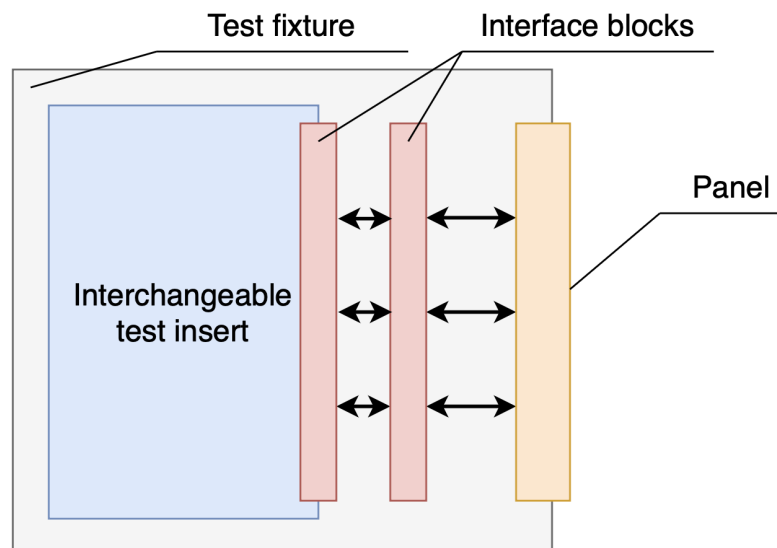 Test fixture
Interface blocks
Panel
Interchangeable
test insert